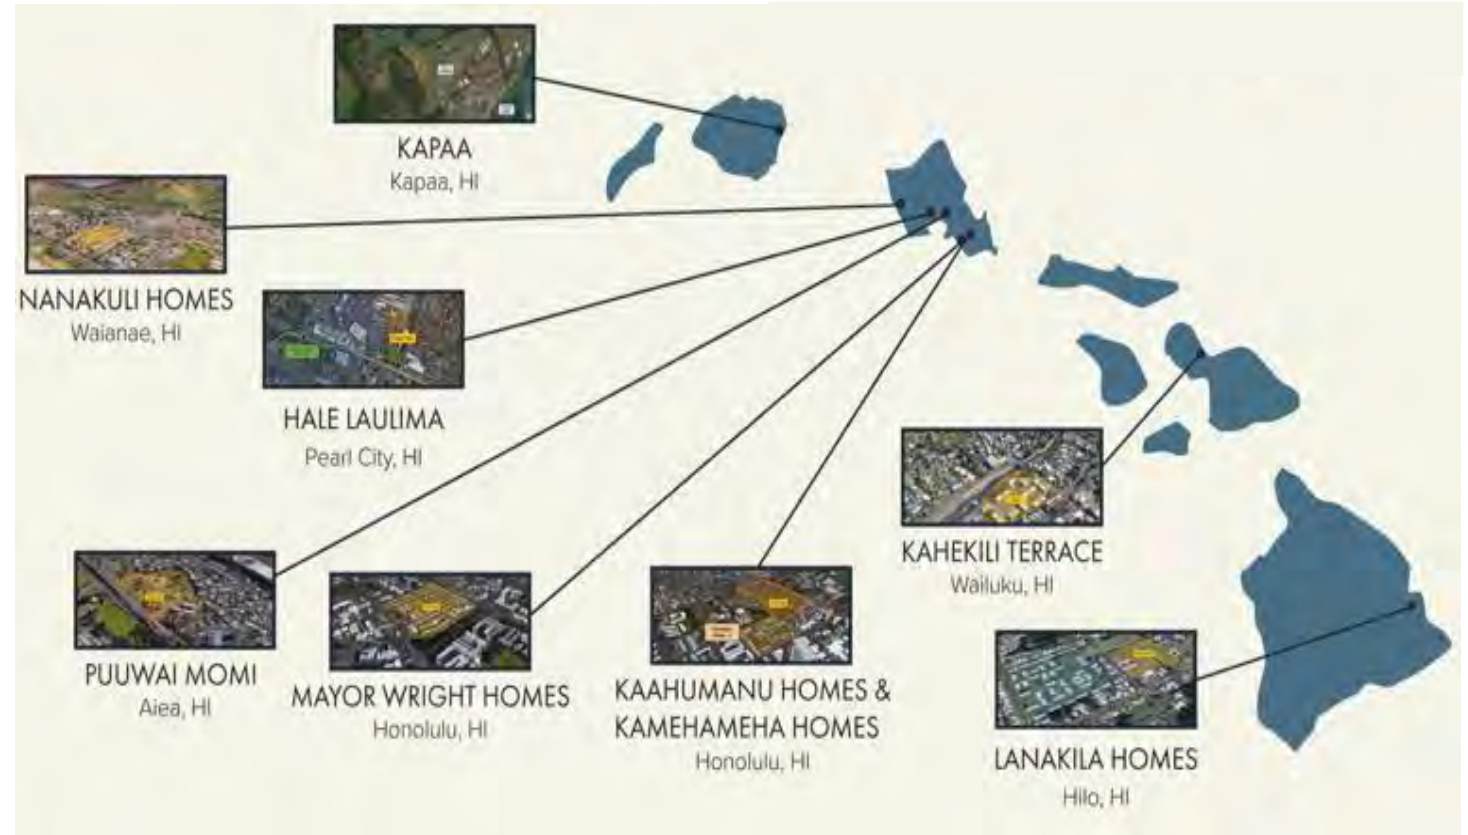 KAPAA
Kapaa, HI
NANAKULI HOMES
Waianae, HI
HALE LAULIMA
Pearl City, HI
KAHEKILI TERRACE
Wailuku, HI
PUUWAI MOMI
Aiea, HI
MAYOR WRIGHT HOMES
Honolulu, HI
KAAHUMANU HOMES &
KAMEHAMEHA HOMES
Honolulu, HI
LANAKILA HOMES
Hilo, HI